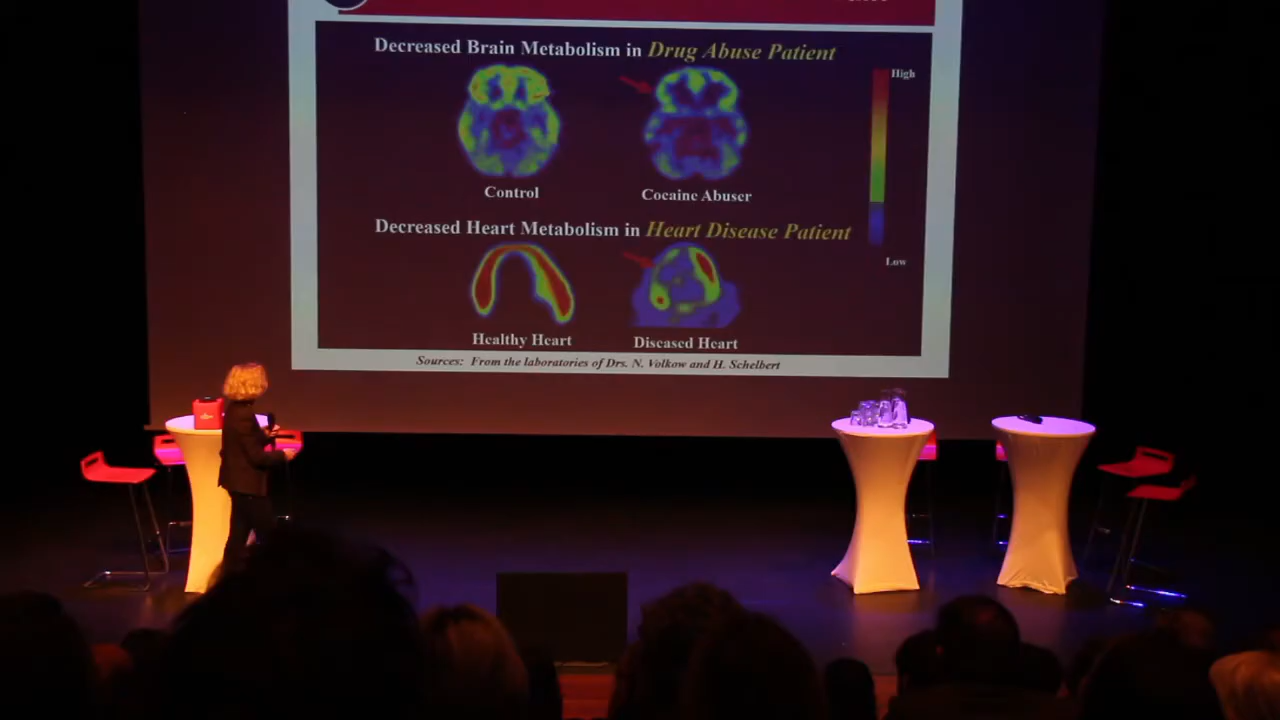 Decreased Brain Metabolism in Drug Abuse Patient
High
Control
Cocaine Abuser
Decreased Heart Metabolism in Heart Disease Patient
Low
Healthy Heart
Diseased Heart
Sources: From the laboratories of Drs. N. Volkow and H. Schelbert